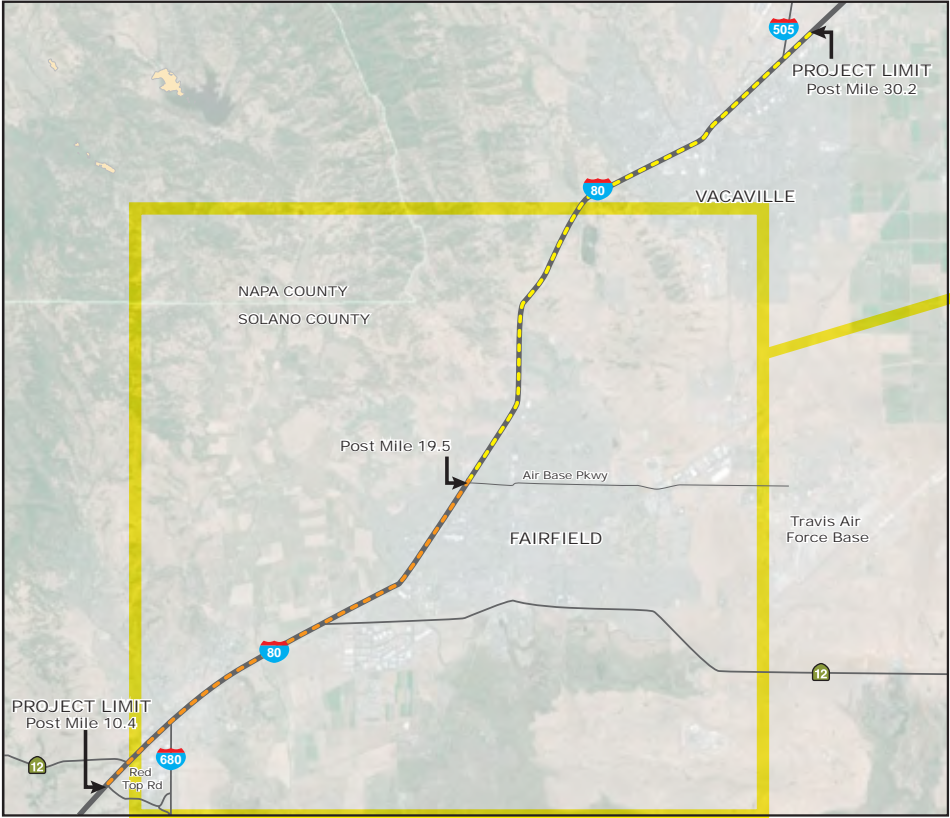 505
PROJECT LIMIT
Post Mile 30.2
80
VACAVILLE
NAPA COUNTY
SOLANO COUNTY
Post Mile 19.5
Air Base Pkwy
Travis Air
Force Base
FAIRFIELD
80
12
PROJECT LIMIT
Post Mile 10.4
680
12
Red
Top Rd